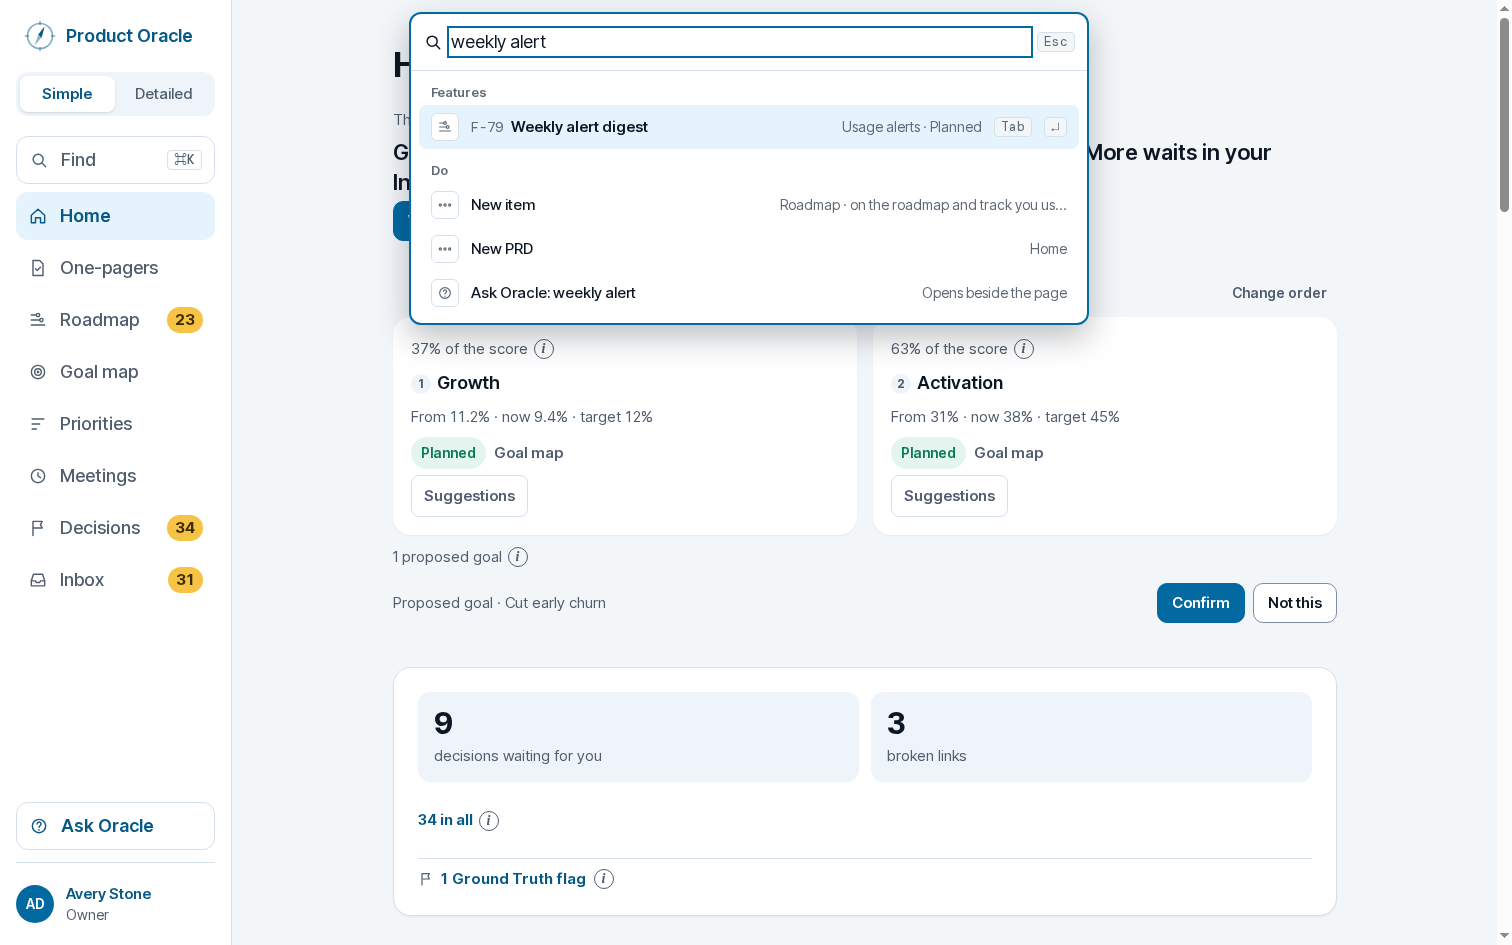 Product Oracle
Simple
Detailed
Find
⌘K
Home
One-pagers
Roadmap
23
Goal map
Priorities
Meetings
Decisions
34
Inbox
31
Ask Oracle
AD
Avery Stone
Owner
weekly alert
Esc
Features
F-79 Weekly alert digest
Usage alerts · Planned
Tab
↵
Do
New item
Roadmap · on the roadmap and track you us…
New PRD
Home
Ask Oracle: weekly alert
Opens beside the page
More waits in your
Change order
37% of the score i
1 Growth
From 11.2% · now 9.4% · target 12%
Planned
Goal map
Suggestions
63% of the score i
2 Activation
From 31% · now 38% · target 45%
Planned
Goal map
Suggestions
1 proposed goal i
Proposed goal · Cut early churn
Confirm
Not this
9
decisions waiting for you
3
broken links
34 in all i
1 Ground Truth flag i